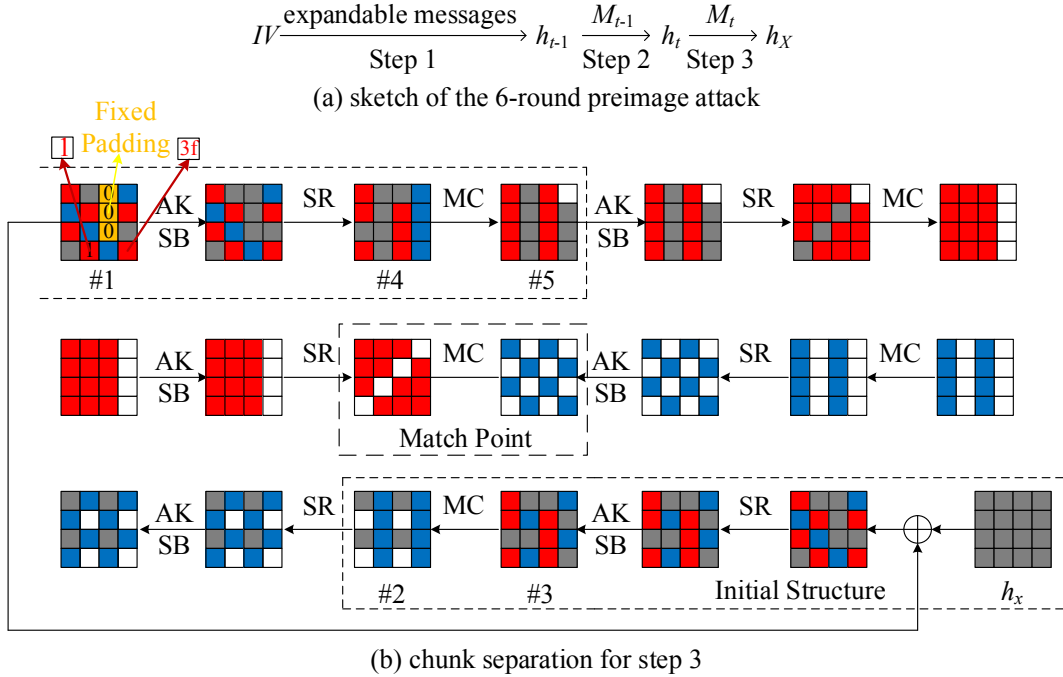 IV expandable messages h_{t-1} M_{t-1} h_t M_t h_X
Step 1 Step 2 Step 3
(a) sketch of the 6-round preimage attack
Fixed
Padding
1 3f
0
0
0
1
AK SR MC AK SR MC
SB SB
#1 #4 #5
AK SR MC AK SR MC
SB SB
Match Point
AK SR MC AK SR
SB SB
#2 #3 Initial Structure h_x
(b) chunk separation for step 3